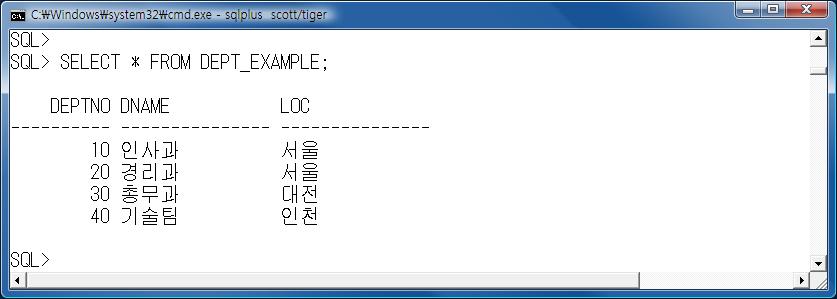 C:₩Windows₩system32₩cmd.exe - sqlplus  scott/tiger
SQL>
SQL> SELECT * FROM DEPT_EXAMPLE;
    DEPTNO DNAME           LOC
---------- --------------- ---------------
        10 인사과          서울
        20 경리과          서울
        30 총무과          대전
        40 기술팀          인천
SQL>